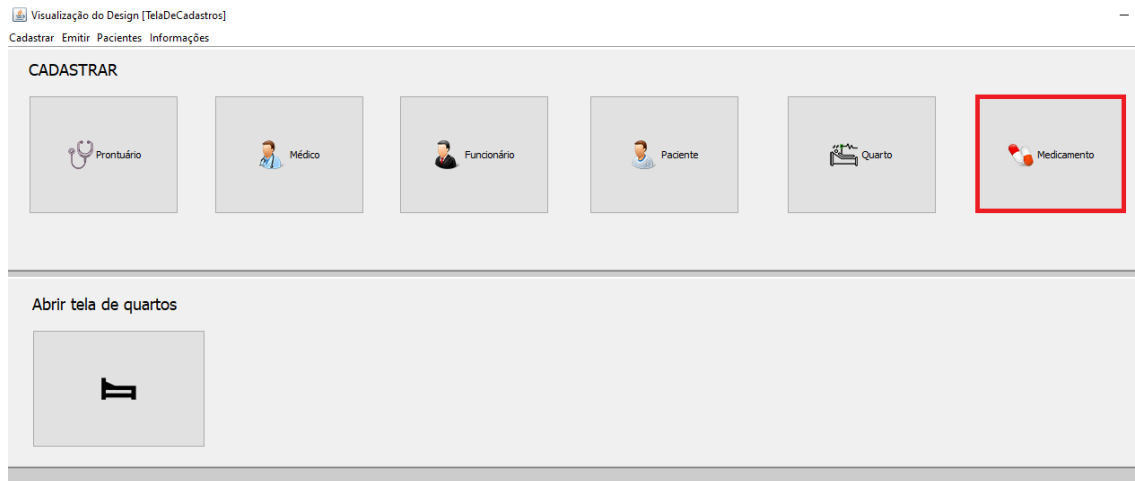 Visualização do Design [TelaDeCadastros]
Cadastrar Emitir Pacientes Informações
CADASTRAR
Prontuário Médico Funcionário Paciente Quarto Medicamento
Abrir tela de quartos